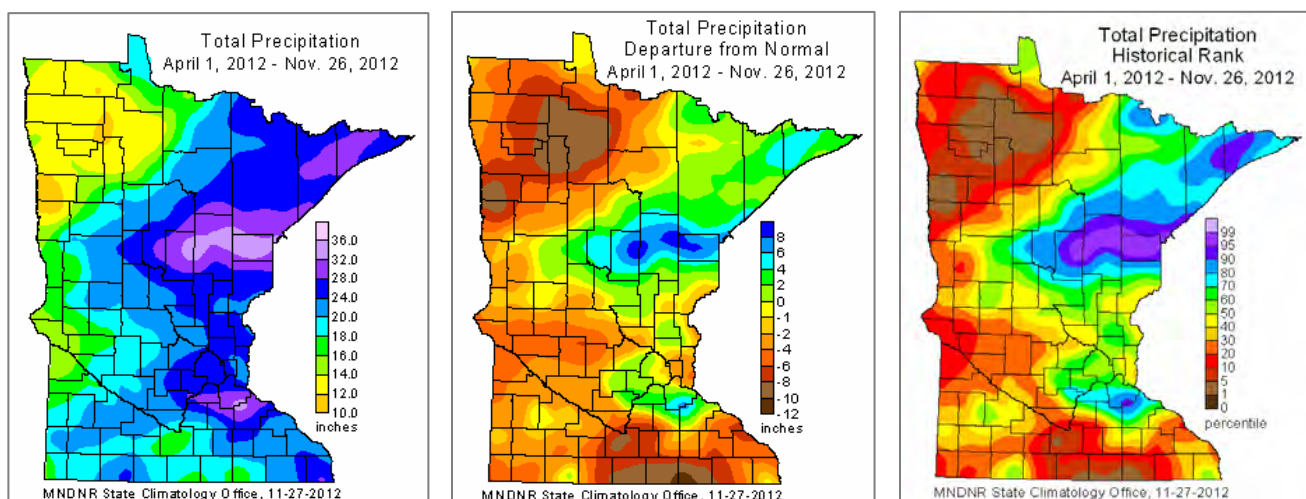 Total Precipitation
April 1, 2012 - Nov. 26, 2012
36.0
32.0
28.0
24.0
20.0
18.0
16.0
14.0
12.0
10.0
inches
MNDNR State Climatology Office, 11-27-2012
Total Precipitation
Departure from Normal
April 1, 2012 - Nov. 26, 2012
8
6
4
2
0
-1
-2
-4
-6
-8
-10
-12
inches
MNDNR State Climatology Office, 11-27-2012
Total Precipitation
Historical Rank
April 1, 2012 - Nov. 26, 2012
99
95
90
80
70
60
50
40
30
20
10
5
1
0
percentile
MNDNR State Climatology Office, 11-27-2012